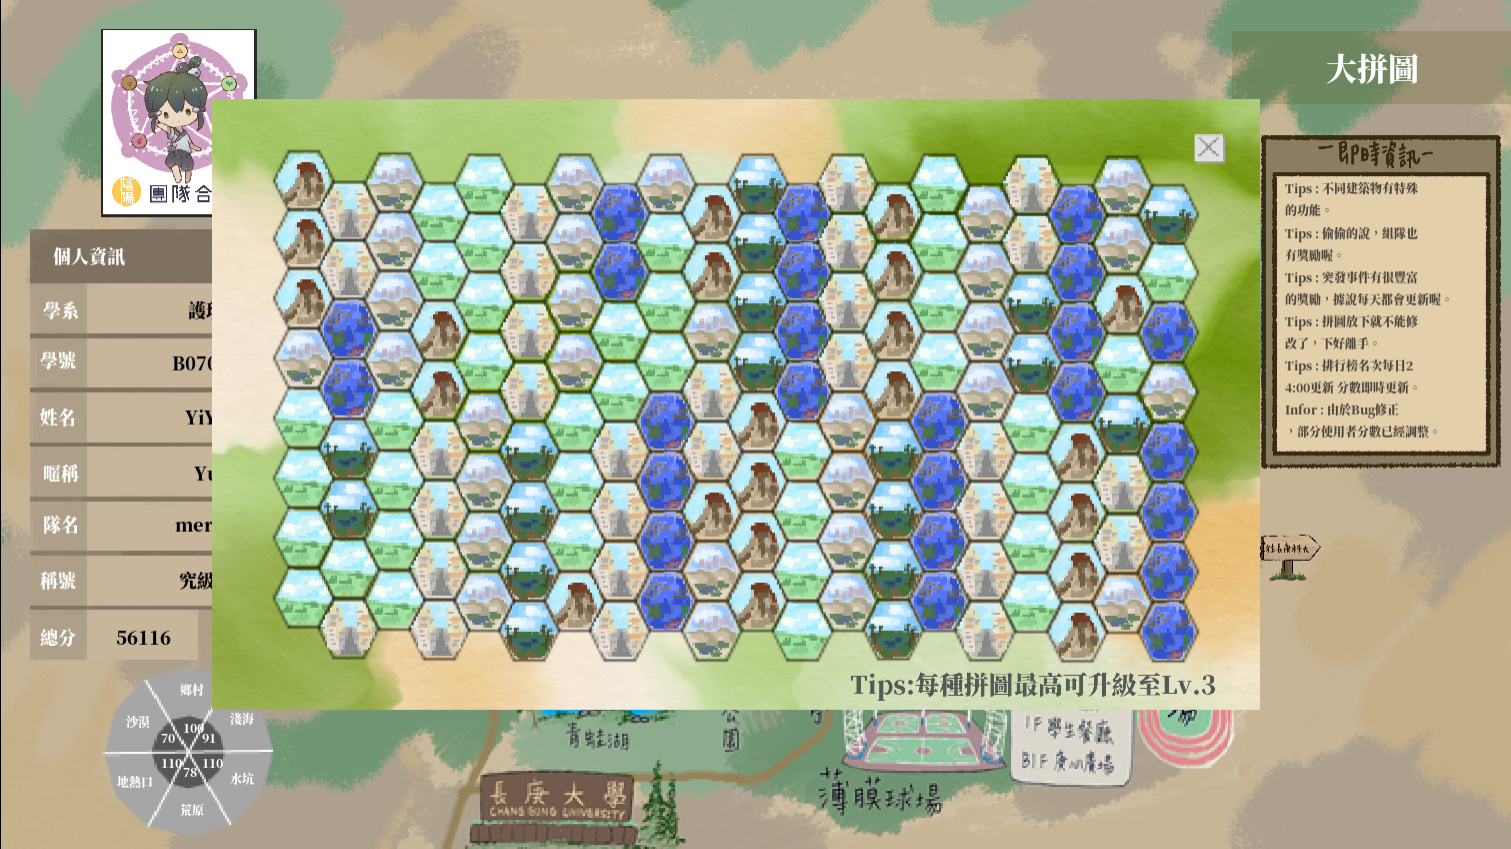 大拼圖
陰陽
團隊合
個人資訊
學系 護
學號 B070
姓名 YiY
暱稱 Yu
隊名 mer
稱號 究級
總分 56116
鄉村
沙漠
淺海
100
70
91
110
110
78
地熱口
水坑
荒原
即時資訊
Tips : 不同建築物有特殊
的功能。
Tips : 偷偷的說，組隊也
有獎勵喔。
Tips : 突發事件有很豐富
的獎勵，據說每天都會更新喔。
Tips : 拼圖放下就不能修
改了，下好離手。
Tips : 排行榜名次每日2
4:00更新 分數即時更新。
Infor : 由於Bug修正
，部分使用者分數已經調整。
Tips:每種拼圖最高可升級至Lv.3
青蛙湖
公園
1F 學生餐廳
B1F 庚心廣場
薄膜球場
長庚大學
CHANG GUNG UNIVERSITY